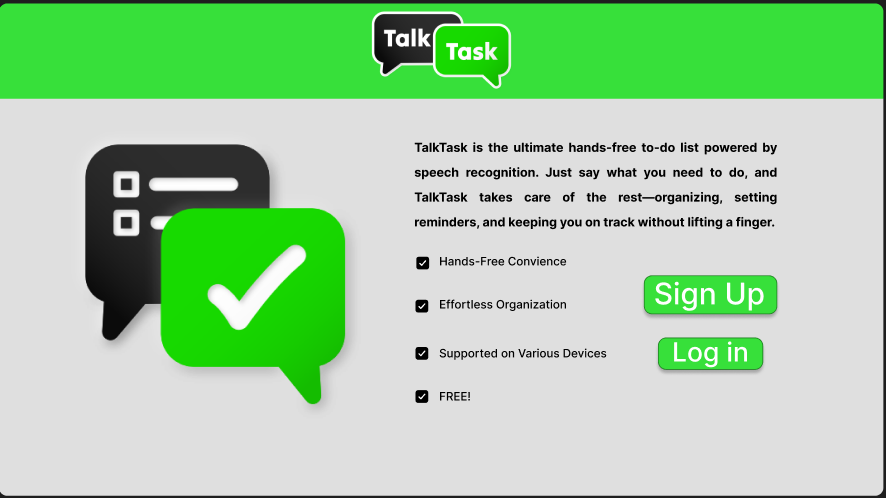 Talk
Task
TalkTask is the ultimate hands-free to-do list powered by
speech recognition. Just say what you need to do, and
TalkTask takes care of the rest—organizing, setting
reminders, and keeping you on track without lifting a finger.
Hands-Free Convience
Effortless Organization
Supported on Various Devices
FREE!
Sign Up
Log in